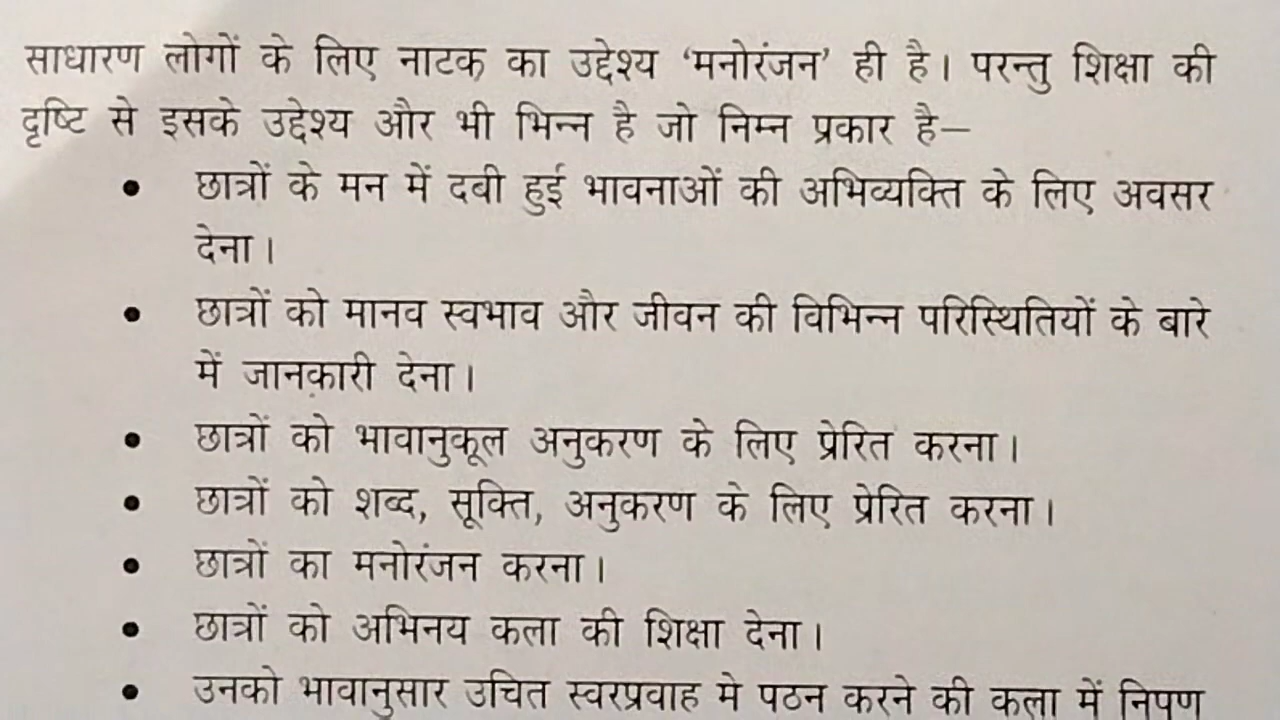 साधारण लोगों के लिए नाटक का उद्देश्य ‘मनोरंजन’ ही है। परन्तु शिक्षा की
दृष्टि से इसके उद्देश्य और भी भिन्न है जो निम्न प्रकार है–
• छात्रों के मन में दबी हुई भावनाओं की अभिव्यक्ति के लिए अवसर
देना।
• छात्रों को मानव स्वभाव और जीवन की विभिन्न परिस्थितियों के बारे
में जानकारी देना।
• छात्रों को भावानुकूल अनुकरण के लिए प्रेरित करना।
• छात्रों को शब्द, सूक्ति, अनुकरण के लिए प्रेरित करना।
• छात्रों का मनोरंजन करना।
• छात्रों को अभिनय कला की शिक्षा देना।
• उनको भावानुसार उचित स्वरप्रवाह मे पठन करने की कला में निपुण